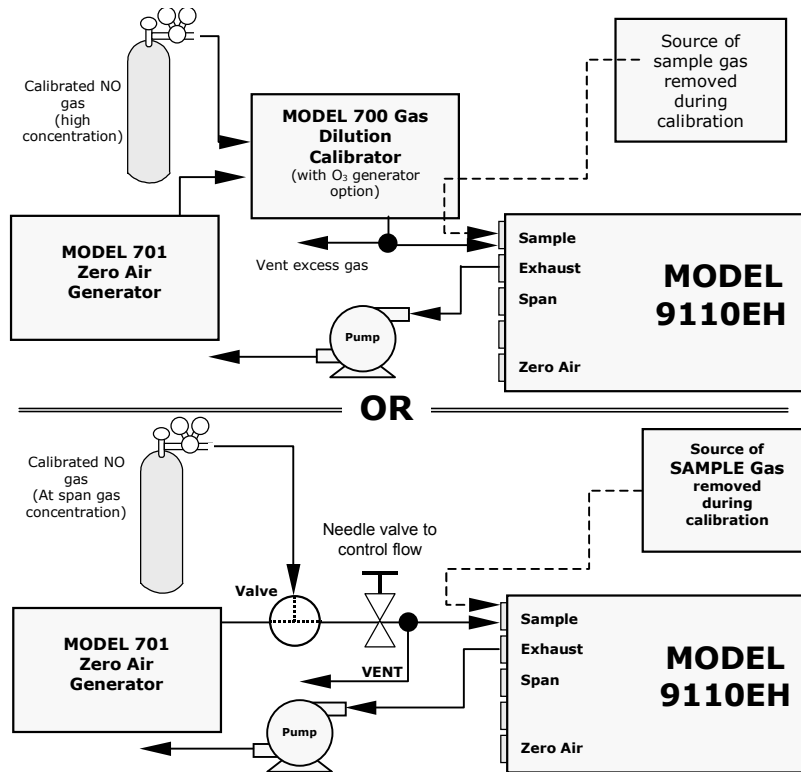 Calibrated NO
gas
(high
concentration)
MODEL 700 Gas
Dilution
Calibrator
(with O₃ generator
option)
Source of
sample gas
removed
during
calibration
MODEL 701
Zero Air
Generator
Vent excess gas
Pump
Sample
Exhaust
Span
Zero Air
MODEL
9110EH
OR
Calibrated NO
gas
(At span gas
concentration)
Source of
SAMPLE Gas
removed
during
calibration
Needle valve to
control flow
Valve
MODEL 701
Zero Air
Generator
VENT
Pump
Sample
Exhaust
Span
Zero Air
MODEL
9110EH